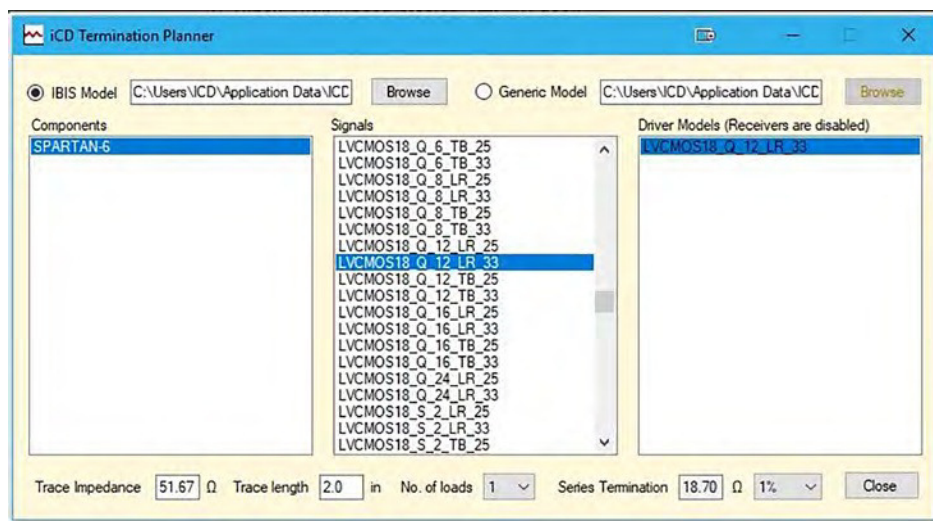 iCD Termination Planner
IBIS Model C:\Users\ICD\Application Data\ICD Browse Generic Model C:\Users\ICD\Application Data\ICD Browse
Components Signals Driver Models (Receivers are disabled)
SPARTAN-6
LVCMOS18_Q_6_TB_25
LVCMOS18_Q_6_TB_33
LVCMOS18_Q_8_LR_25
LVCMOS18_Q_8_LR_33
LVCMOS18_Q_8_TB_25
LVCMOS18_Q_8_TB_33
LVCMOS18_Q_12_LR_25
LVCMOS18_Q_12_LR_33
LVCMOS18_Q_12_TB_25
LVCMOS18_Q_12_TB_33
LVCMOS18_Q_16_LR_25
LVCMOS18_Q_16_LR_33
LVCMOS18_Q_16_TB_25
LVCMOS18_Q_16_TB_33
LVCMOS18_Q_24_LR_25
LVCMOS18_Q_24_LR_33
LVCMOS18_S_2_LR_25
LVCMOS18_S_2_LR_33
LVCMOS18_S_2_TB_25
LVCMOS18_Q_12_LR_33
Trace Impedance 51.67 Ω Trace length 2.0 in No. of loads 1 Series Termination 18.70 Ω 1% Close